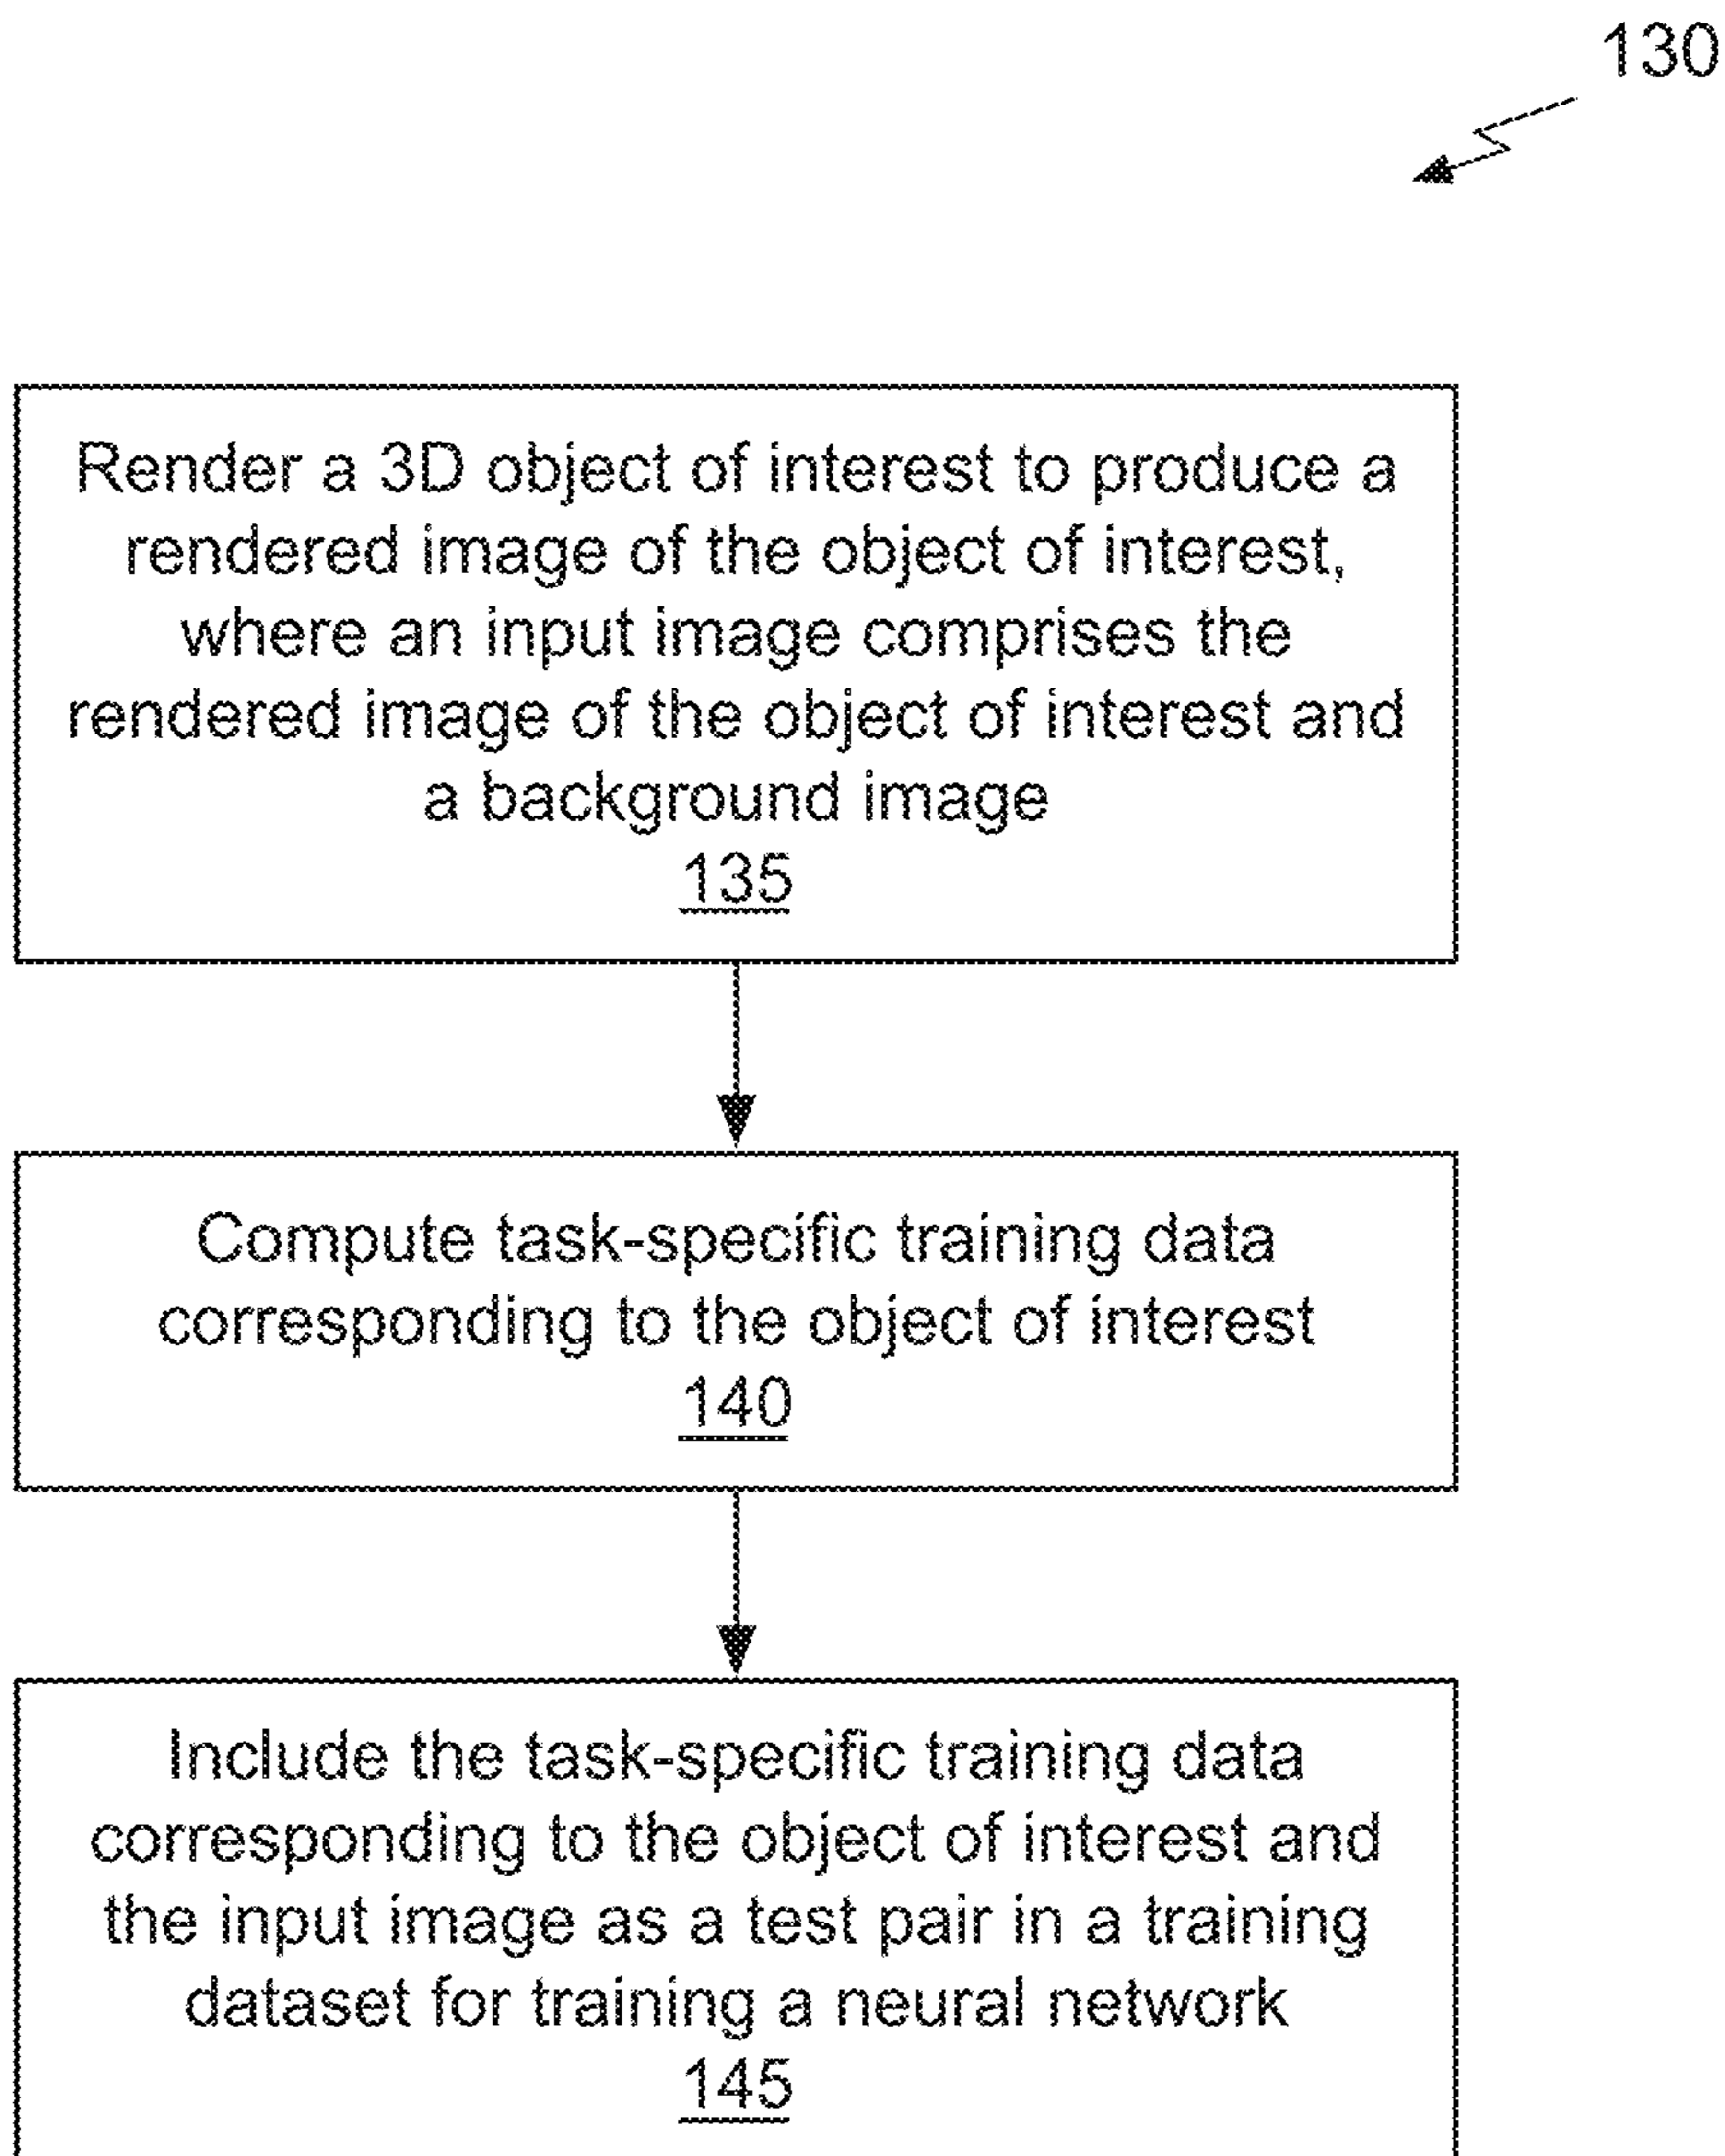 130
Render a 3D object of interest to produce a
rendered image of the object of interest,
where an input image comprises the
rendered image of the object of interest and
a background image
135
Compute task-specific training data
corresponding to the object of interest
140
Include the task-specific training data
corresponding to the object of interest and
the input image as a test pair in a training
dataset for training a neural network
145